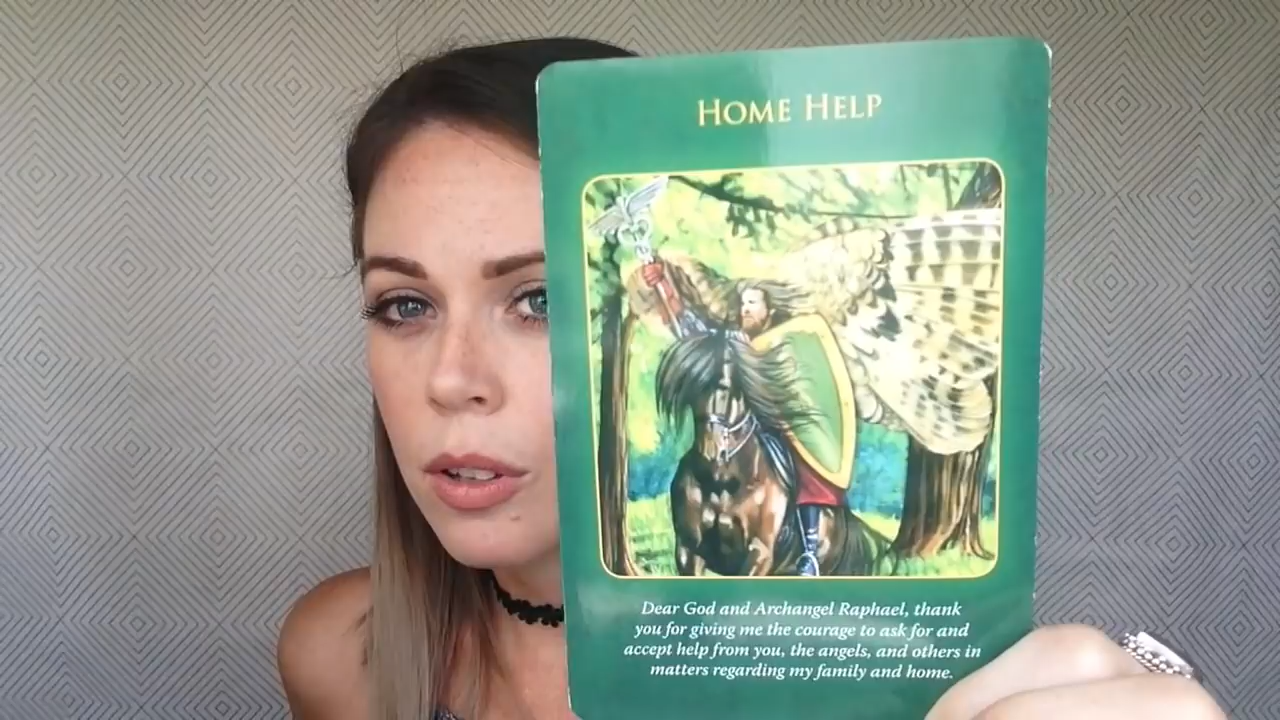 HOME HELP
Dear God and Archangel Raphael, thank
you for giving me the courage to ask for and
accept help from you, the angels, and others in
matters regarding my family and home.